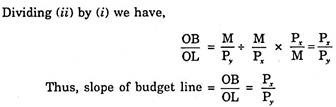 Dividing (ii) by (i) we have,
OB/OL = M/P_y ÷ M/P_x × P_x/M = P_x/P_y
Thus, slope of budget line = OB/OL = P_x/P_y